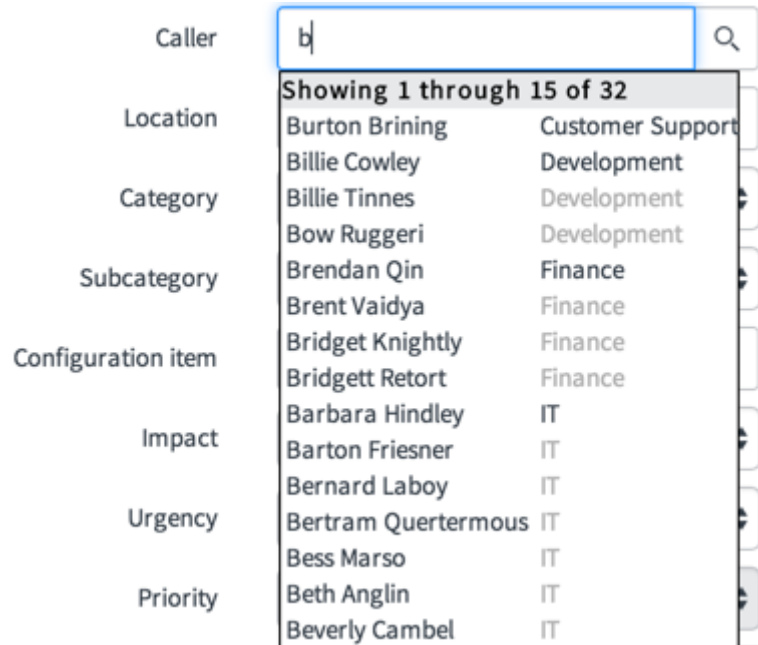 Caller b
Showing 1 through 15 of 32
Location
Burton Brining Customer Support
Billie Cowley Development
Category
Billie Tinnes Development
Bow Ruggeri Development
Subcategory
Brendan Qin Finance
Brent Vaidya Finance
Configuration item
Bridget Knightly Finance
Bridgett Retort Finance
Barbara Hindley IT
Impact
Barton Friesner IT
Bernard Laboy IT
Urgency
Bertram Quertermous IT
Bess Marso IT
Priority
Beth Anglin IT
Beverly Cambel IT